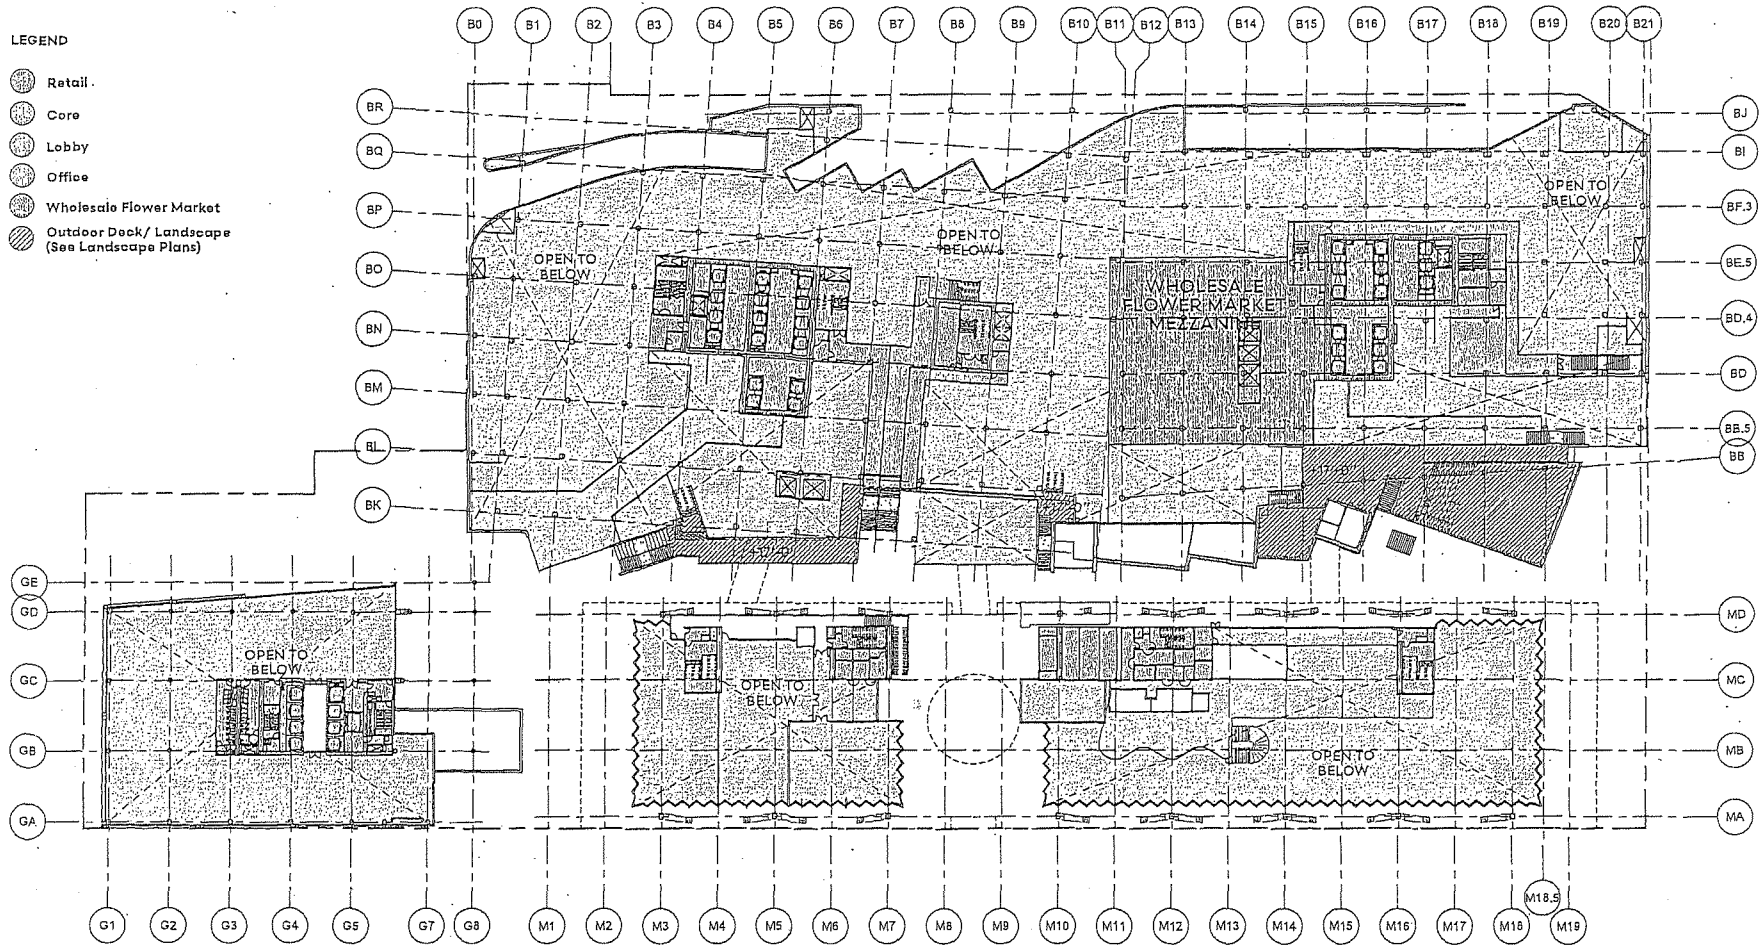 B0 B1 B2 B3 B4 B5 B6 B7 B8 B9 B10 B11 B12 B13 B14 B15 B16 B17 B18 B19 B20 B21
LEGEND
Retail
Core
Lobby
Office
Wholesale Flower Market
Outdoor Deck/ Landscape
(See Landscape Plans)
BR
BQ
BP
BO
BN
BM
BL
BK
BJ
BI
BF.3
BE.5
BD.4
BD
BB.5
BB
OPEN TO
BELOW
OPEN TO
BELOW
OPEN TO
BELOW
WHOLESALE
FLOWER MARKET
MEZZANINE
GE
GD
GC
GB
GA
OPEN TO
BELOW
OPEN TO
BELOW
OPEN TO
BELOW
MD
MC
MB
MA
G1 G2 G3 G4 G5 G7 G8 M1 M2 M3 M4 M5 M6 M7 M8 M9 M10 M11 M12 M13 M14 M15 M16 M17 M18 M18.5 M19